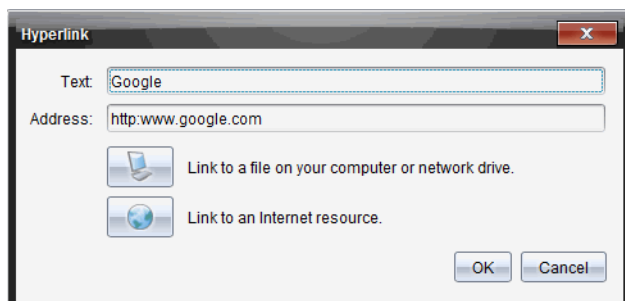 Hyperlink
Text: Google
Address: http:www.google.com
Link to a file on your computer or network drive.
Link to an Internet resource.
OK Cancel